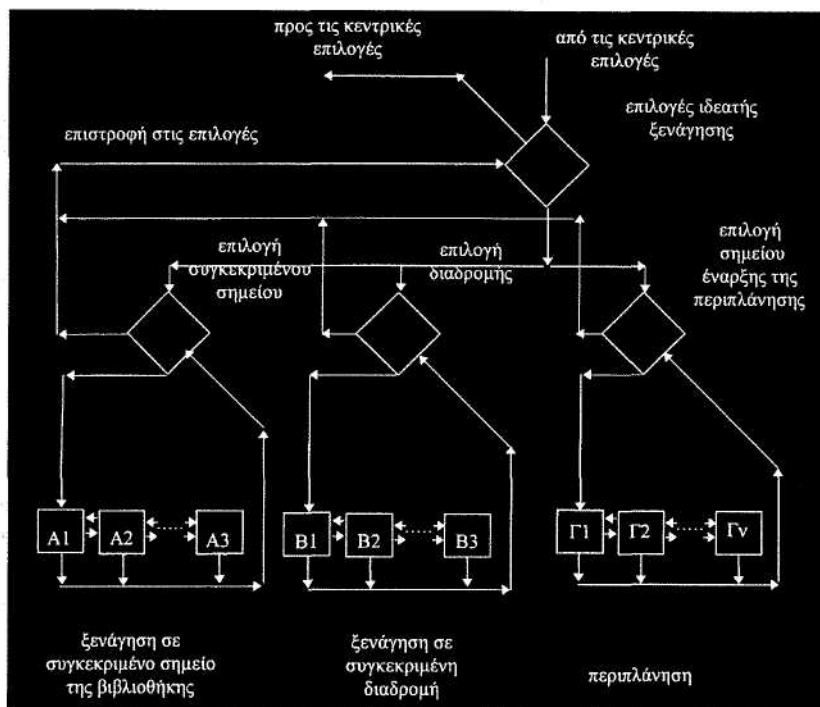 προς τις κεντρικές
επιλογές
από τις κεντρικές
επιλογές
επιλογές ιδεατής
ξενάγησης
επιστροφή στις επιλογές
επιλογή
συγκεκριμένου
σημείου
επιλογή
διαδρομής
επιλογή
σημείου
έναρξης της
περιπλάνησης
Α1
Α2
Α3
Β1
Β2
Β3
Γ1
Γ2
Γν
ξενάγηση σε
συγκεκριμένο σημείο
της βιβλιοθήκης
ξενάγηση σε
συγκεκριμένη
διαδρομή
περιπλάνηση